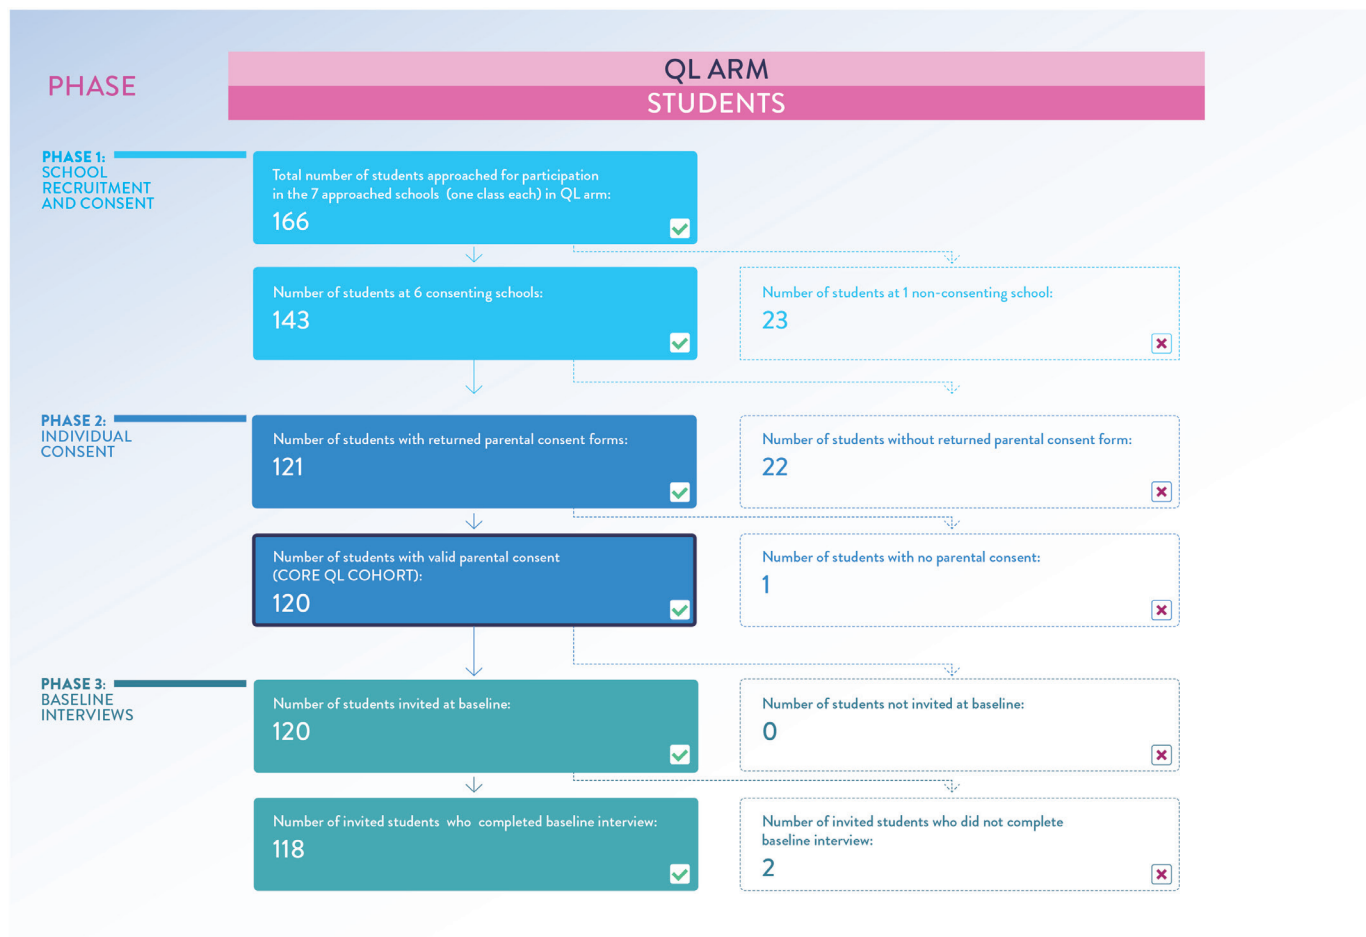 PHASE
QL ARM
STUDENTS
PHASE 1:
SCHOOL
RECRUITMENT
AND CONSENT
Total number of students approached for participation
in the 7 approached schools (one class each) in QL arm:
166
Number of students at 6 consenting schools:
143
Number of students at 1 non-consenting school:
23
PHASE 2:
INDIVIDUAL
CONSENT
Number of students with returned parental consent forms:
121
Number of students without returned parental consent form:
22
Number of students with valid parental consent
(CORE QL COHORT):
120
Number of students with no parental consent:
1
PHASE 3:
BASELINE
INTERVIEWS
Number of students invited at baseline:
120
Number of students not invited at baseline:
0
Number of invited students who completed baseline interview:
118
Number of invited students who did not complete
baseline interview:
2